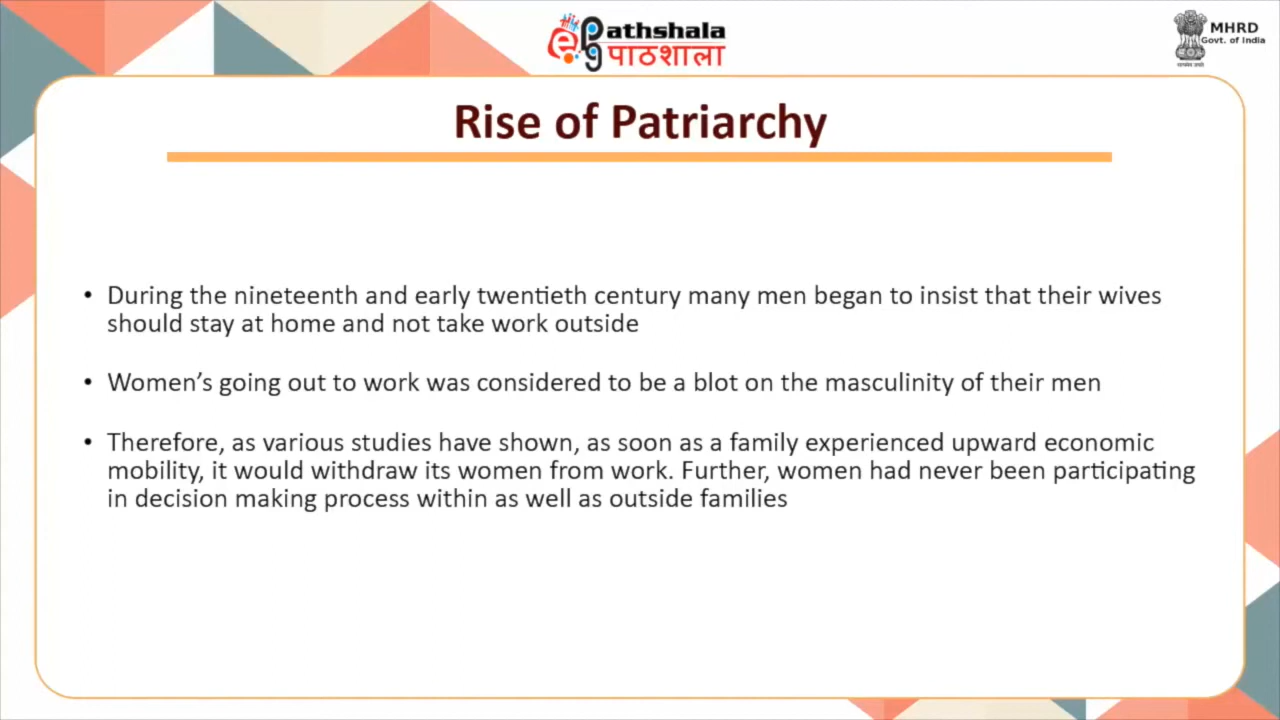 ePgPathshala
पाठशाला
MHRD
Govt. of India
Rise of Patriarchy
• During the nineteenth and early twentieth century many men began to insist that their wives
should stay at home and not take work outside
• Women’s going out to work was considered to be a blot on the masculinity of their men
• Therefore, as various studies have shown, as soon as a family experienced upward economic
mobility, it would withdraw its women from work. Further, women had never been participating
in decision making process within as well as outside families